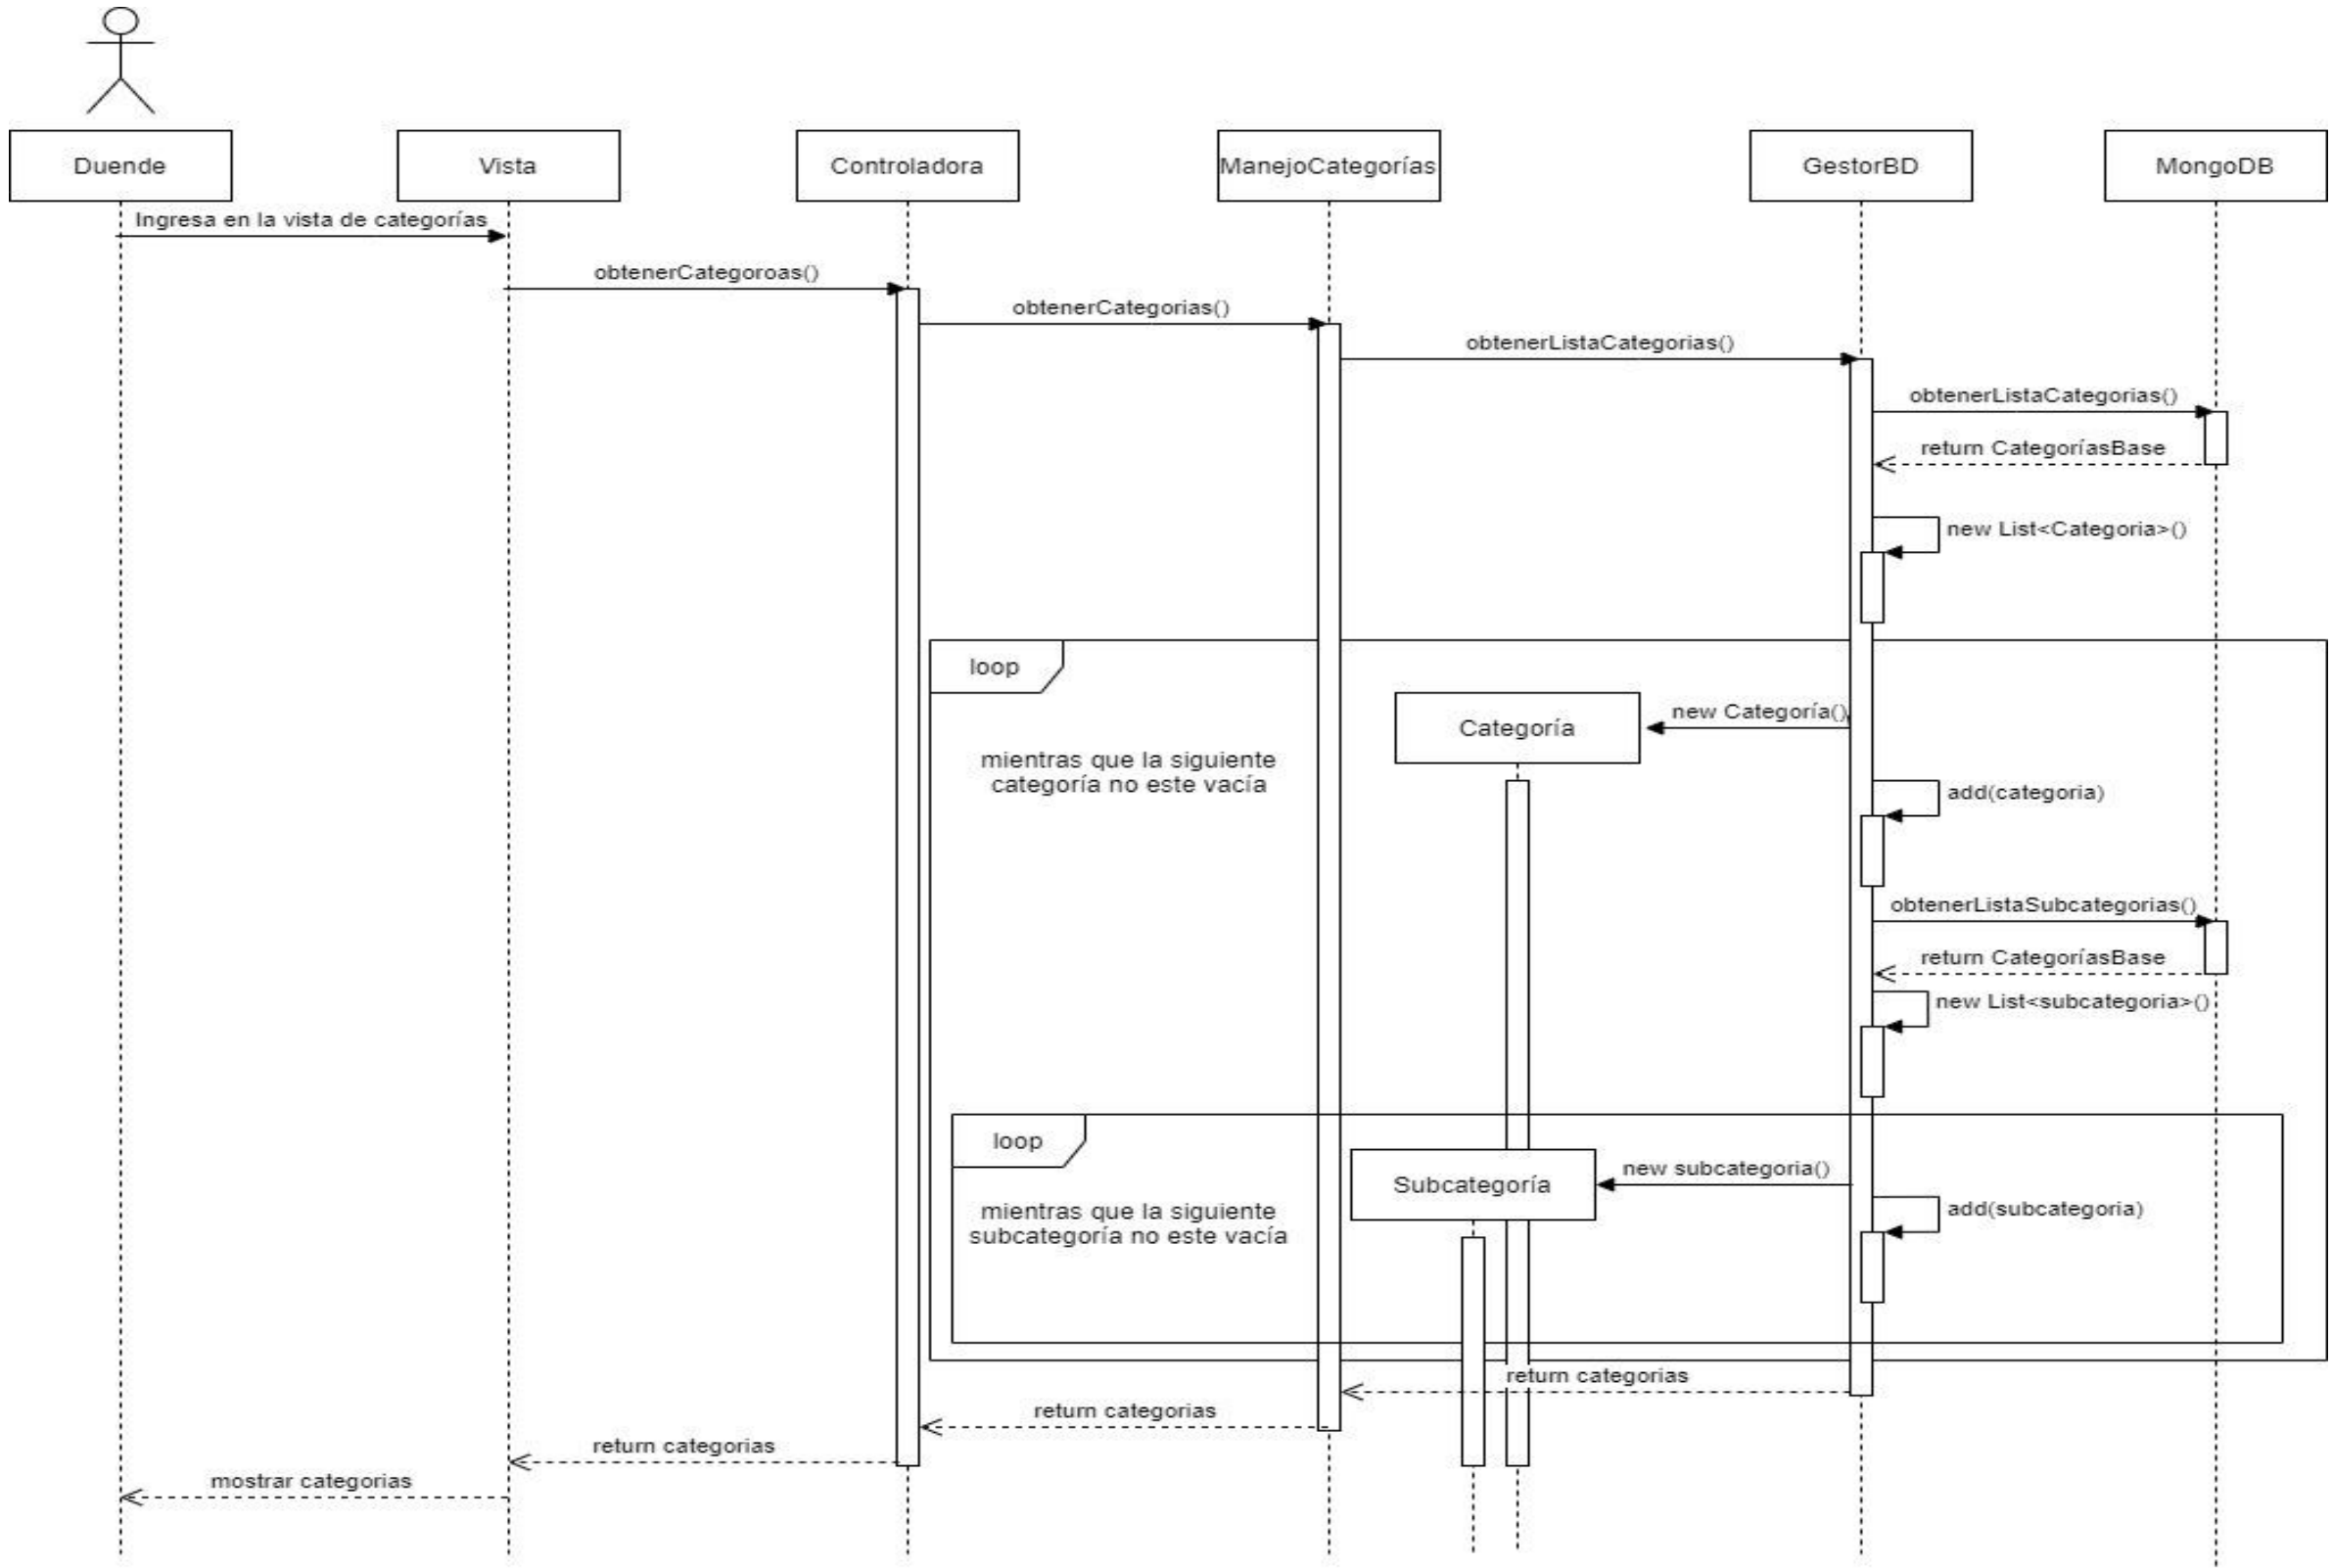 Duende
Vista
Controladora
ManejoCategorías
GestorBD
MongoDB
Ingresa en la vista de categorías
obtenerCategoroas()
obtenerCategorias()
obtenerListaCategorias()
obtenerListaCategorias()
return CategoríasBase
new List<Categoria>()
loop
mientras que la siguiente
categoría no este vacía
Categoría
new Categoría()
add(categoria)
obtenerListaSubcategorias()
return CategoríasBase
new List<subcategoria>()
loop
mientras que la siguiente
subcategoría no este vacía
Subcategoría
new subcategoria()
add(subcategoria)
return categorias
return categorias
return categorias
mostrar categorias